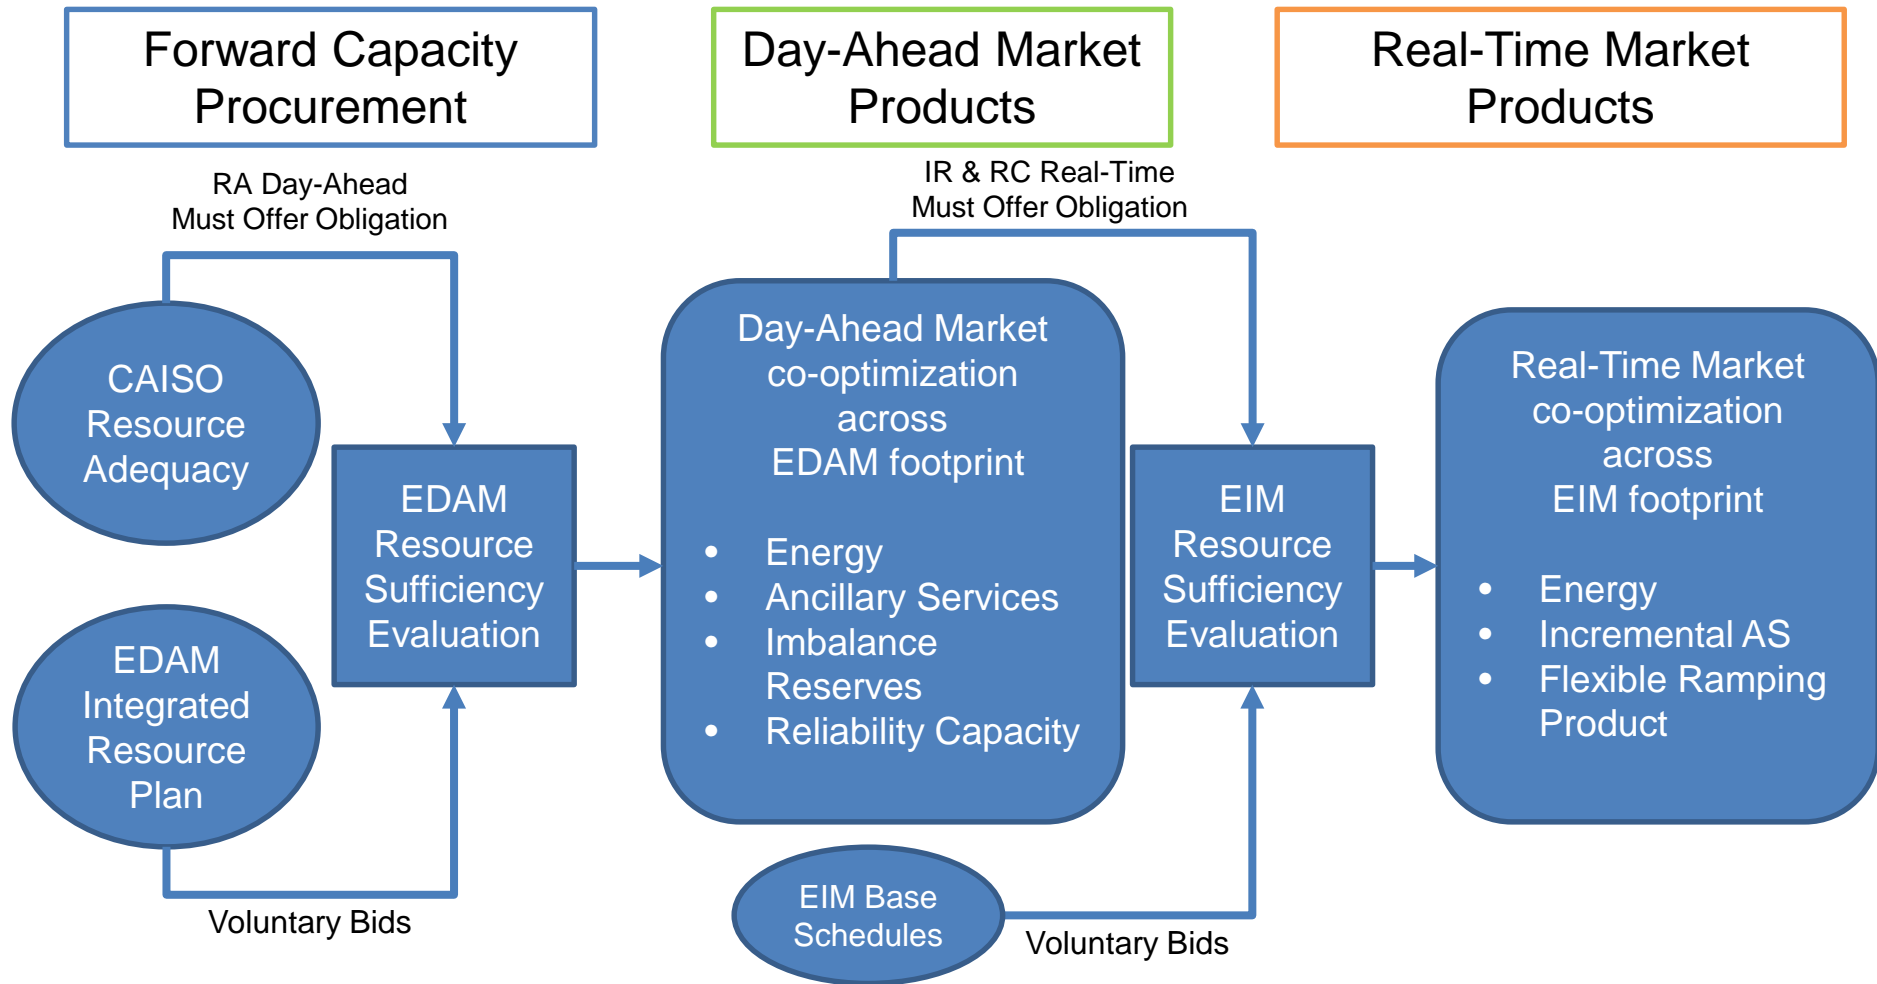 Forward Capacity
Procurement
Day-Ahead Market
Products
Real-Time Market
Products
RA Day-Ahead
Must Offer Obligation
IR & RC Real-Time
Must Offer Obligation
CAISO
Resource
Adequacy
EDAM
Integrated
Resource
Plan
Voluntary Bids
EDAM
Resource
Sufficiency
Evaluation
Day-Ahead Market
co-optimization
across
EDAM footprint
• Energy
• Ancillary Services
• Imbalance
Reserves
• Reliability Capacity
EIM Base
Schedules
Voluntary Bids
EIM
Resource
Sufficiency
Evaluation
Real-Time Market
co-optimization
across
EIM footprint
• Energy
• Incremental AS
• Flexible Ramping
Product